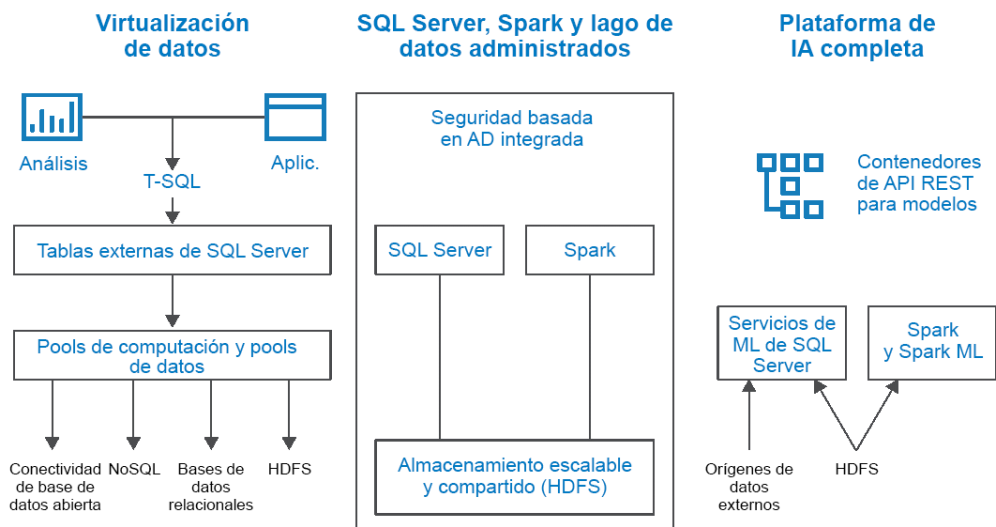 Virtualización
de datos
Análisis
Aplic.
T-SQL
Tablas externas de SQL Server
Pools de computación y pools
de datos
Conectividad
de base de
datos abierta
NoSQL
Bases de
datos
relacionales
HDFS
SQL Server, Spark y lago de
datos administrados
Seguridad basada
en AD integrada
SQL Server
Spark
Almacenamiento escalable
y compartido (HDFS)
Plataforma de
IA completa
Contenedores
de API REST
para modelos
Servicios de
ML de SQL
Server
Spark
y Spark ML
Orígenes de
datos
externos
HDFS